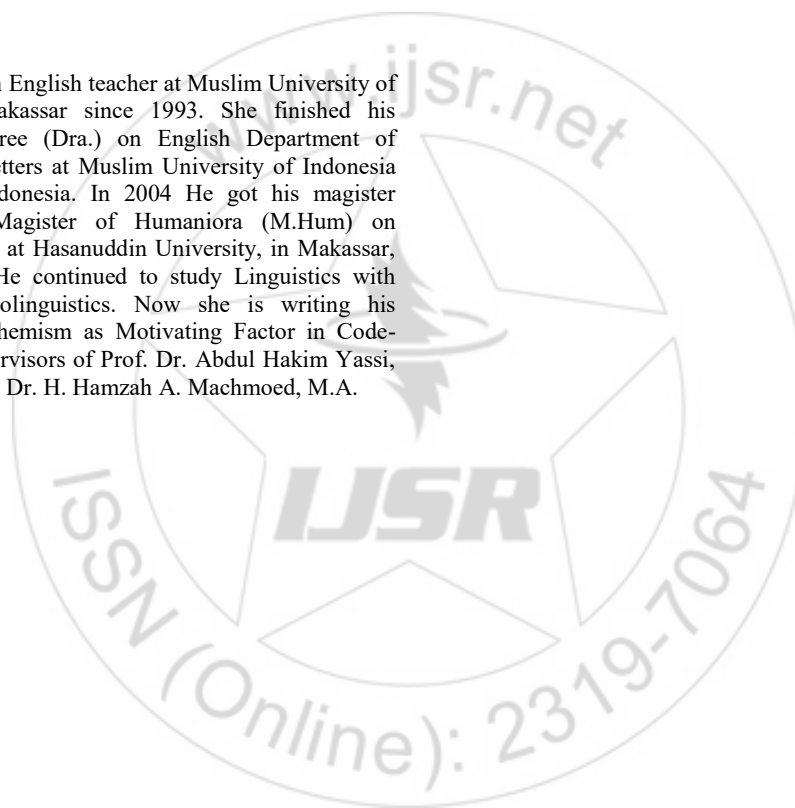 English teacher at Muslim University of
akassar since 1993. She finished his
ree (Dra.) on English Department of
etters at Muslim University of Indonesia
donesia. In 2004 He got his magister
Magister of Humaniora (M.Hum) on
at Hasanuddin University, in Makassar,
He continued to study Linguistics with
olinguistics. Now she is writing his
hemism as Motivating Factor in Code-
rvisors of Prof. Dr. Abdul Hakim Yassi,
Dr. H. Hamzah A. Machmoed, M.A.
www.ijsr.net
IJSR
ISSN (Online): 2319-7064